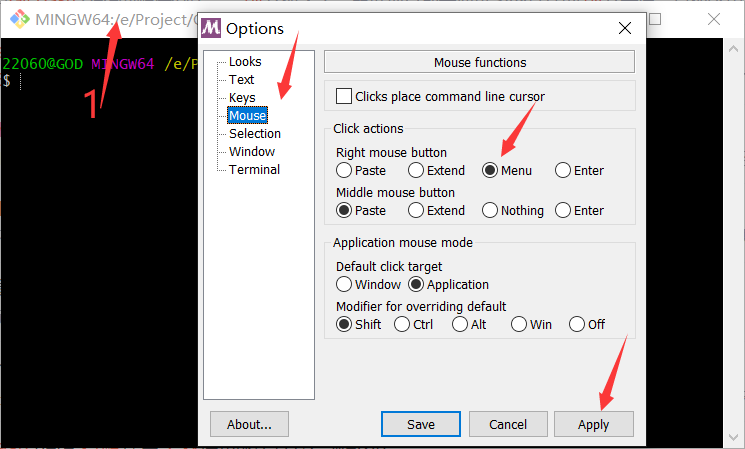 MINGW64:/e/Project/
Options
22060@GOD MINGW64 /e/P
$
1
Looks
Text
Keys
Mouse
Selection
Window
Terminal
Mouse functions
Clicks place command line cursor
Click actions
Right mouse button
Paste Extend Menu Enter
Middle mouse button
Paste Extend Nothing Enter
Application mouse mode
Default click target
Window Application
Modifier for overriding default
Shift Ctrl Alt Win Off
About... Save Cancel Apply